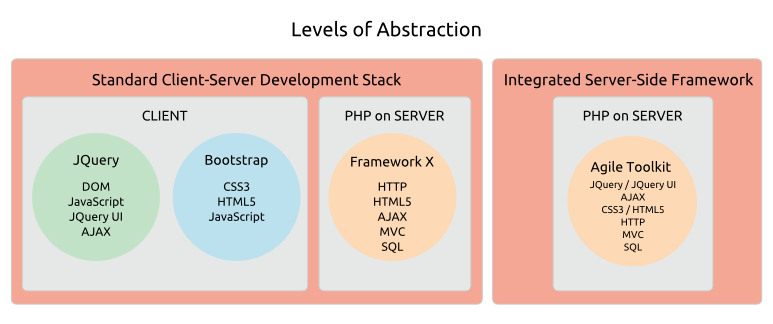 Levels of Abstraction
Standard Client-Server Development Stack
CLIENT
JQuery
DOM
JavaScript
JQuery UI
AJAX
Bootstrap
CSS3
HTML5
JavaScript
PHP on SERVER
Framework X
HTTP
HTML5
AJAX
MVC
SQL
Integrated Server-Side Framework
PHP on SERVER
Agile Toolkit
JQuery / JQuery UI
AJAX
CSS3 / HTML5
HTTP
MVC
SQL